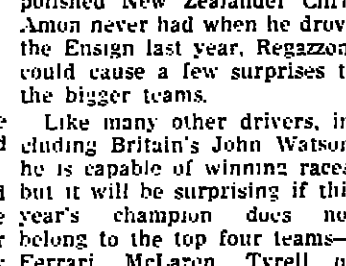 polished New Zealander Chri
Amon never had when he drov
the Ensign last year, Regazzon
could cause a few surprises t
the bigger teams.
Like many other drivers, in
cluding Britain's John Watson
he is capable of winning races
but it will be surprising if thi
year's champion does no
belong to the top four teams—
Ferrari, McLaren, Tyrell